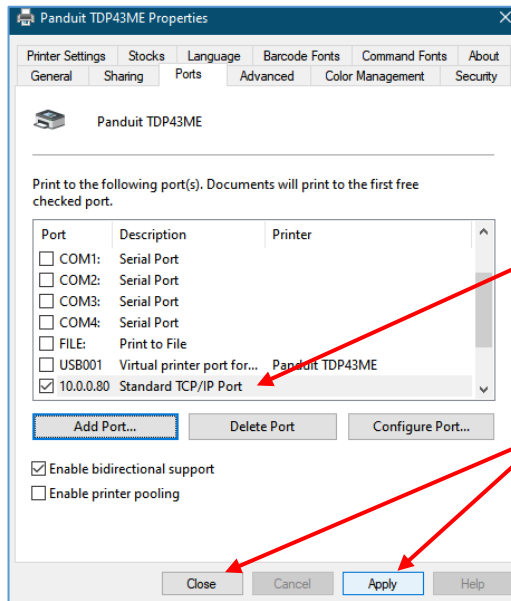 Panduit TDP43ME Properties
Printer Settings Stocks Language Barcode Fonts Command Fonts About
General Sharing Ports Advanced Color Management Security
Panduit TDP43ME
Print to the following port(s). Documents will print to the first free
checked port.
Port Description Printer
COM1: Serial Port
COM2: Serial Port
COM3: Serial Port
COM4: Serial Port
FILE: Print to File
USB001 Virtual printer port for... Panduit TDP43ME
10.0.0.80 Standard TCP/IP Port
Add Port... Delete Port Configure Port...
Enable bidirectional support
Enable printer pooling
Close Cancel Apply Help